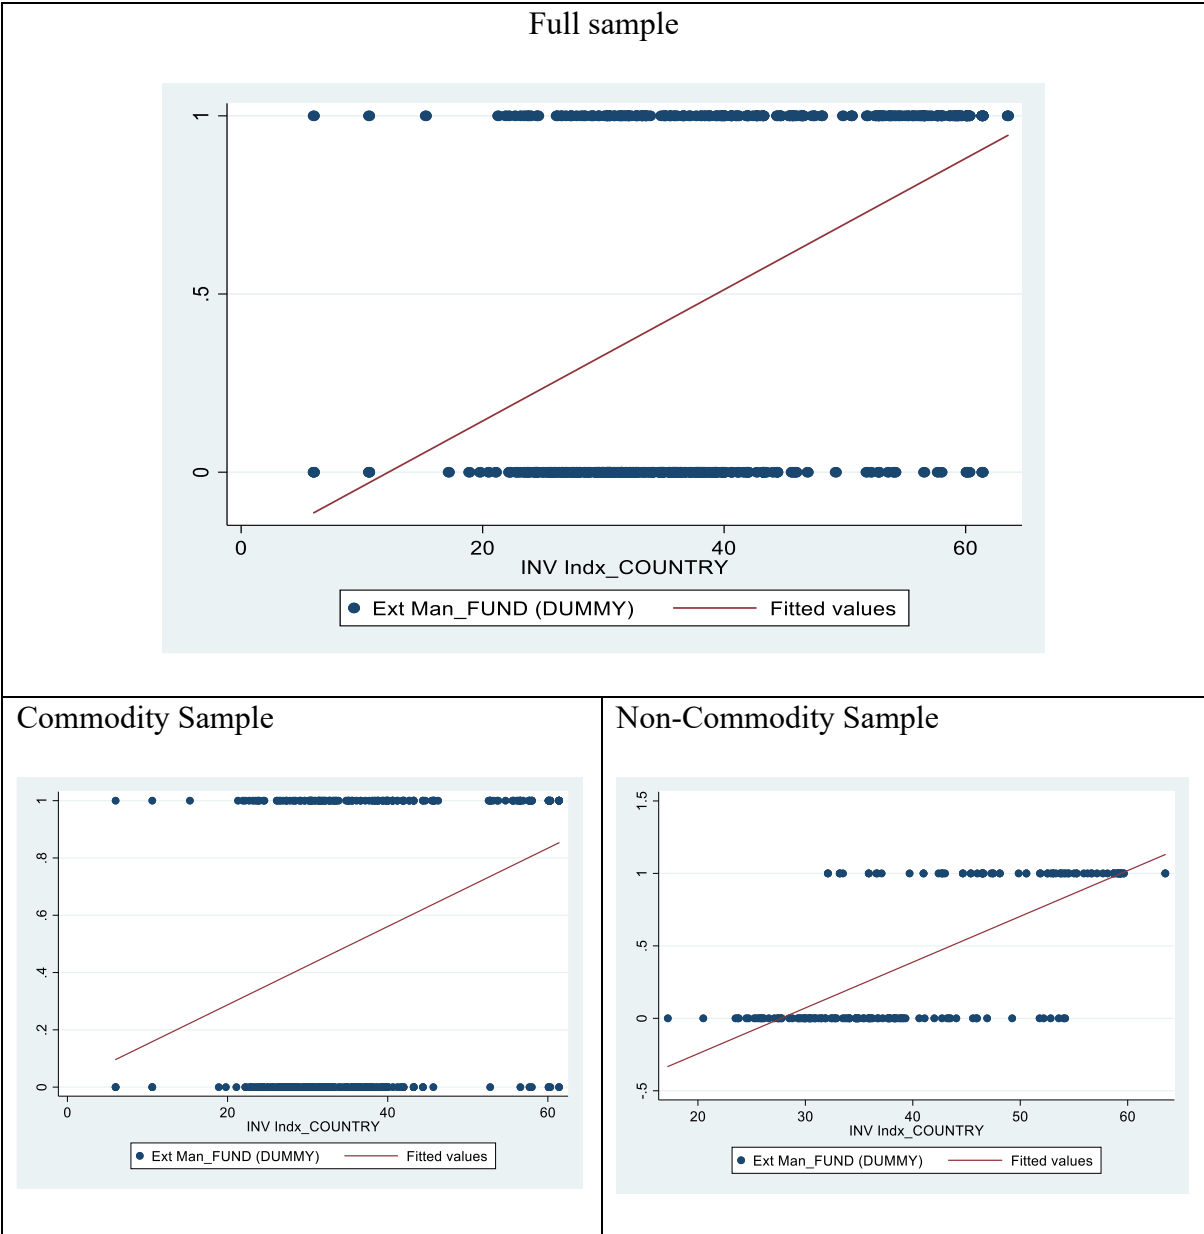 Full sample
1
.5
0
0 20 40 60
INV Indx_COUNTRY
Ext Man_FUND (DUMMY) Fitted values
Commodity Sample
1
.8
.6
.4
.2
0
0 20 40 60
INV Indx_COUNTRY
Ext Man_FUND (DUMMY) Fitted values
Non-Commodity Sample
1.5
1
.5
0
-.5
20 30 40 50 60
INV Indx_COUNTRY
Ext Man_FUND (DUMMY) Fitted values